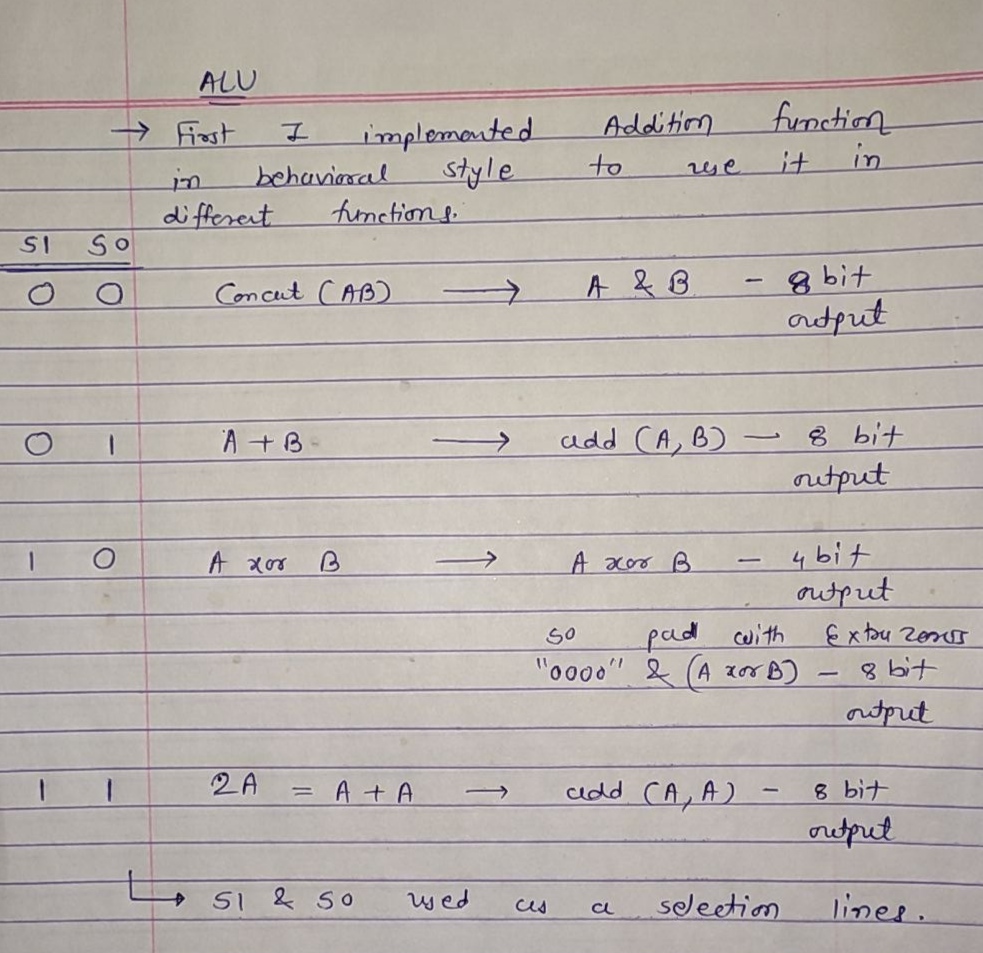 ALU
→ First I implemented Addition function
in behavioral style to use it in
different functions.
S1 S0
0 0 Concat (AB) → A & B - 8 bit
output
0 1 A + B → add (A, B) - 8 bit
output
1 0 A xor B → A xor B - 4 bit
output
so pad with Extra zeros
"0000" & (A xor B) - 8 bit
output
1 1 2A = A + A → add (A, A) - 8 bit
output
↳ S1 & S0 used as a selection lines.